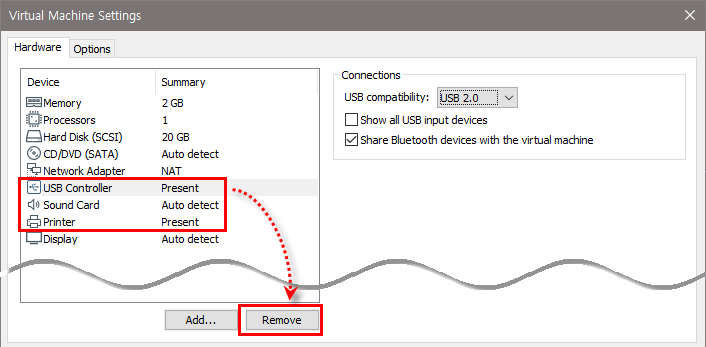 Virtual Machine Settings
Hardware Options
Device Summary
Memory 2 GB
Processors 1
Hard Disk (SCSI) 20 GB
CD/DVD (SATA) Auto detect
Network Adapter NAT
USB Controller Present
Sound Card Auto detect
Printer Present
Display Auto detect
Add... Remove
Connections
USB compatibility: USB 2.0
Show all USB input devices
Share Bluetooth devices with the virtual machine